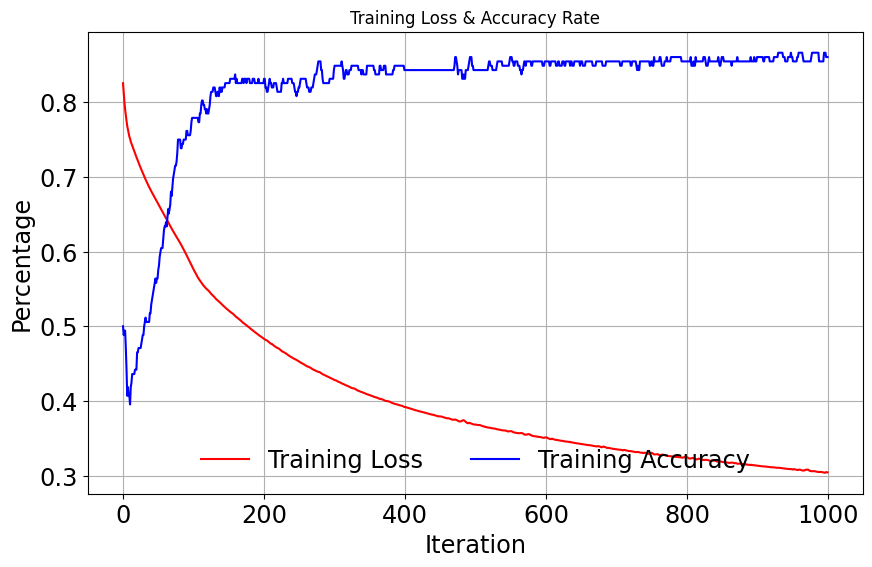 Training Loss & Accuracy Rate
Percentage
0.8
0.7
0.6
0.5
0.4
0.3
Training Loss Training Accuracy
0 200 400 600 800 1000
Iteration